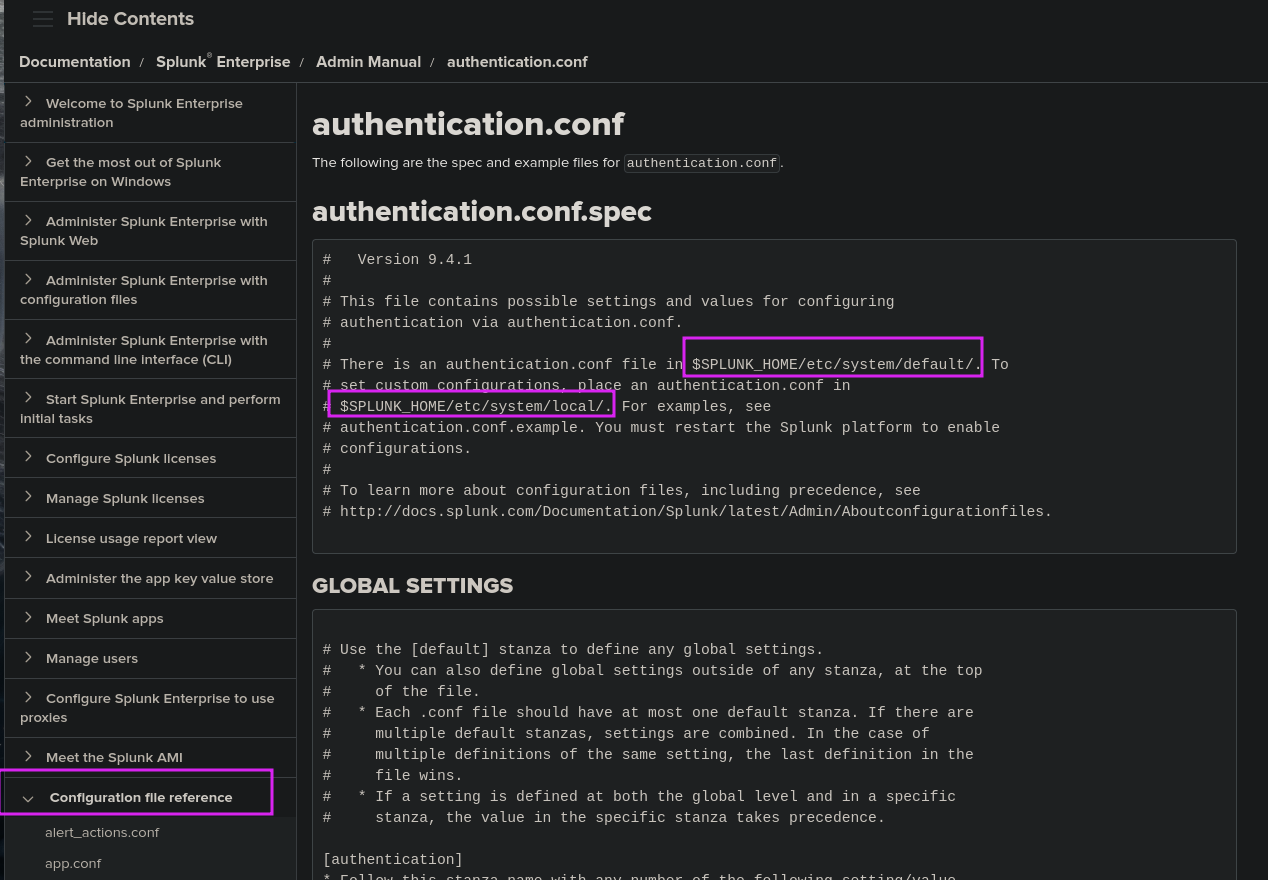 Hide Contents
Documentation / Splunk® Enterprise / Admin Manual / authentication.conf
Welcome to Splunk Enterprise
administration
Get the most out of Splunk
Enterprise on Windows
Administer Splunk Enterprise with
Splunk Web
Administer Splunk Enterprise with
configuration files
Administer Splunk Enterprise with
the command line interface (CLI)
Start Splunk Enterprise and perform
initial tasks
Configure Splunk licenses
Manage Splunk licenses
License usage report view
Administer the app key value store
Meet Splunk apps
Manage users
Configure Splunk Enterprise to use
proxies
Meet the Splunk AMI
Configuration file reference
alert_actions.conf
app.conf
authentication.conf
The following are the spec and example files for authentication.conf.
authentication.conf.spec
#   Version 9.4.1
#
# This file contains possible settings and values for configuring
# authentication via authentication.conf.
#
# There is an authentication.conf file in $SPLUNK_HOME/etc/system/default/. To
# set custom configurations, place an authentication.conf in
# $SPLUNK_HOME/etc/system/local/. For examples, see
# authentication.conf.example. You must restart the Splunk platform to enable
# configurations.
#
# To learn more about configuration files, including precedence, see
# http://docs.splunk.com/Documentation/Splunk/latest/Admin/Aboutconfigurationfiles.
GLOBAL SETTINGS
# Use the [default] stanza to define any global settings.
#   * You can also define global settings outside of any stanza, at the top
#     of the file.
#   * Each .conf file should have at most one default stanza. If there are
#     multiple default stanzas, settings are combined. In the case of
#     multiple definitions of the same setting, the last definition in the
#     file wins.
#   * If a setting is defined at both the global level and in a specific
#     stanza, the value in the specific stanza takes precedence.
[authentication]
* Follow this stanza name with any number of the following setting/value